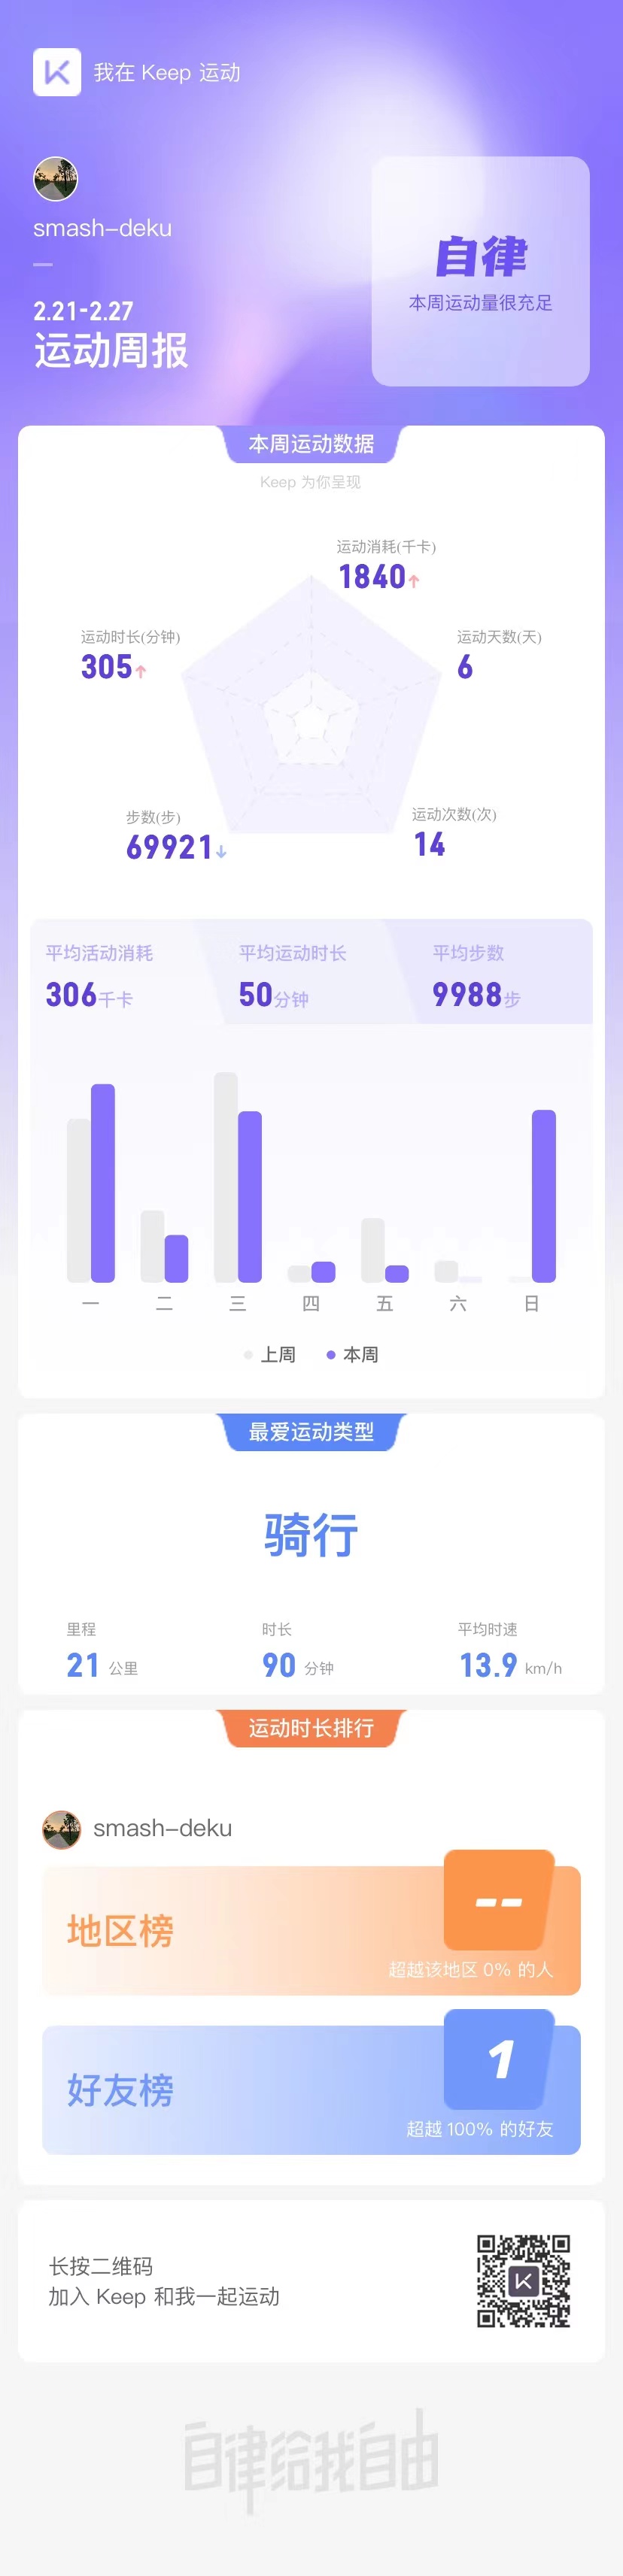 我在 Keep 运动
smash-deku
2.21-2.27
运动周报
自律
本周运动量很充足
本周运动数据
Keep 为你呈现
运动消耗(千卡)
1840↑
运动时长(分钟)
305↑
运动天数(天)
6
步数(步)
69921↓
运动次数(次)
14
平均活动消耗 平均运动时长 平均步数
306千卡 50分钟 9988步
一 二 三 四 五 六 日
上周 本周
最爱运动类型
骑行
里程 时长 平均时速
21 公里 90 分钟 13.9 km/h
运动时长排行
smash-deku
地区榜
--
超越该地区 0% 的人
好友榜
1
超越 100% 的好友
长按二维码
加入 Keep 和我一起运动
自律给我自由